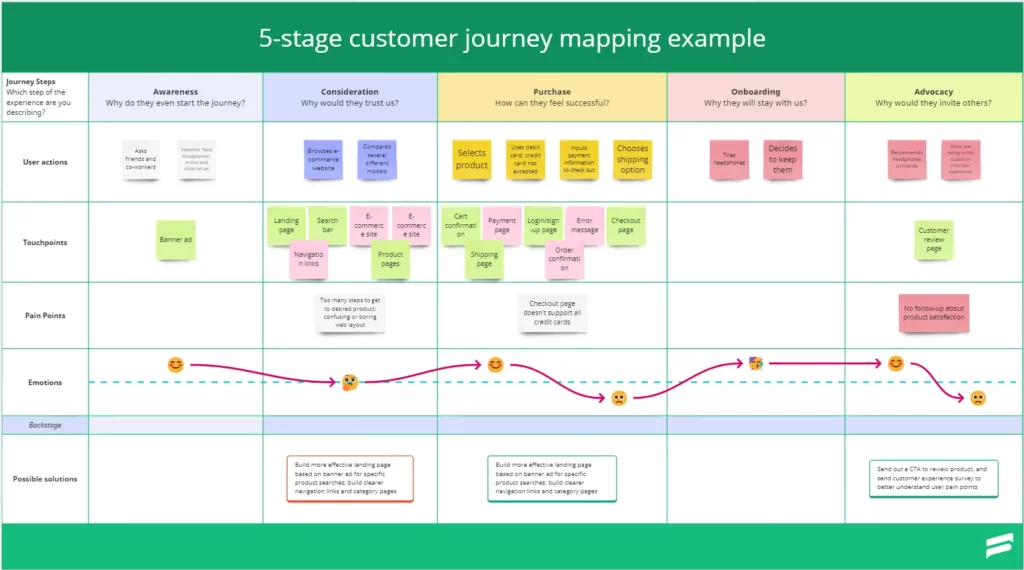 5-stage customer journey mapping example
Journey Steps
Which step of the
experience are you
describing?
Awareness
Why do they even start the journey?
Consideration
Why would they trust us?
Purchase
How can they feel successful?
Onboarding
Why they will stay with us?
Advocacy
Why would they invite others?
User actions
Asks
friends and
co-workers
online and
Browses e-
commerce
website
Compares
several
different
models
Selects
product
Uses debit
card; credit
card not
accepted
Inputs
payment
information
to check out
Chooses
shipping
option
Tries
headphones
Decides to
keep
them
Recommends
headphones
to friends
Touchpoints
Banner ad
Landing
page
Search
bar
E-
commerc
e site
E-
commerc
e site
Navigatio
n links
Product
pages
Cart
confirmati
on
Payment
page
Login/sign
-up page
Error
message
Checkout
page
Shipping
page
Order
confirmati
on
Customer
review
page
Pain Points
Too many steps to get
to desired product;
confusing or boring
web layout
Checkout page
doesn't support all
credit cards
No follow-up about
product satisfaction
Emotions
Backstage
Possible solutions
Build more effective landing page
based on banner ad for specific
product searches; build clearer
navigation links and category pages
Build more effective landing page
based on banner ad for specific
product searches; build clearer
navigation links and category pages
Send out a CTA to review product, and
send customer experience survey to
better understand user pain points